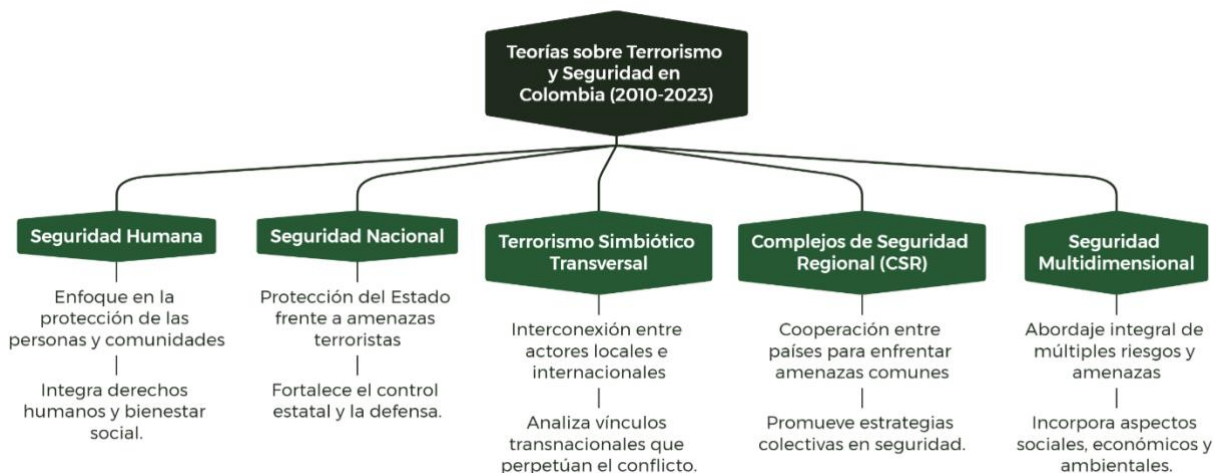 Teorías sobre Terrorismo
y Seguridad en
Colombia (2010-2023)
Seguridad Humana
Enfoque en la
protección de las
personas y comunidades
Integra derechos
humanos y bienestar
social.
Seguridad Nacional
Protección del Estado
frente a amenazas
terroristas
Fortalece el control
estatal y la defensa.
Terrorismo Simbiótico
Transversal
Interconexión entre
actores locales e
internacionales
Analiza vínculos
transnacionales que
perpetúan el conflicto.
Complejos de Seguridad
Regional (CSR)
Cooperación entre
países para enfrentar
amenazas comunes
Promueve estrategias
colectivas en seguridad.
Seguridad
Multidimensional
Abordaje integral de
múltiples riesgos y
amenazas
Incorpora aspectos
sociales, económicos y
ambientales.